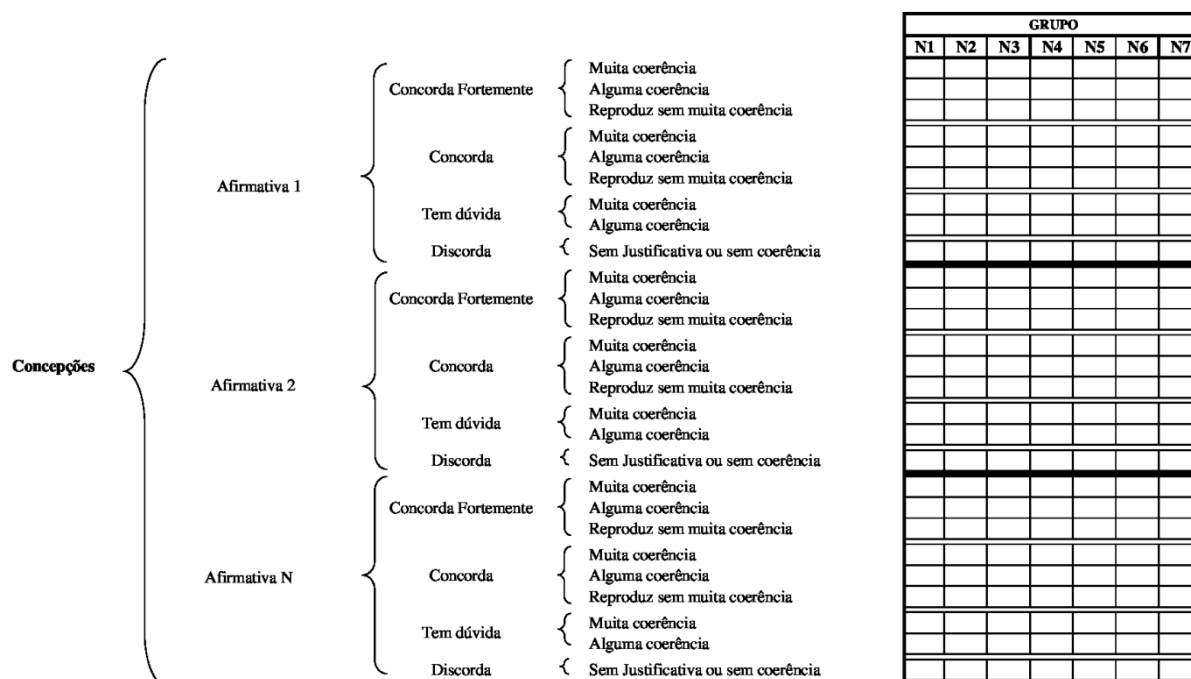 GRUPO
N1 N2 N3 N4 N5 N6 N7
Muita coerência
Concorda Fortemente Alguma coerência
Reproduz sem muita coerência
Muita coerência
Concorda Alguma coerência
Reproduz sem muita coerência
Afirmativa 1
Muita coerência
Tem dúvida
Alguma coerência
Discorda Sem Justificativa ou sem coerência
Muita coerência
Concorda Fortemente Alguma coerência
Reproduz sem muita coerência
Muita coerência
Concepções Concorda Alguma coerência
Reproduz sem muita coerência
Afirmativa 2
Muita coerência
Tem dúvida
Alguma coerência
Discorda Sem Justificativa ou sem coerência
Muita coerência
Concorda Fortemente Alguma coerência
Reproduz sem muita coerência
Muita coerência
Afirmativa N Concorda Alguma coerência
Reproduz sem muita coerência
Muita coerência
Tem dúvida
Alguma coerência
Discorda Sem Justificativa ou sem coerência